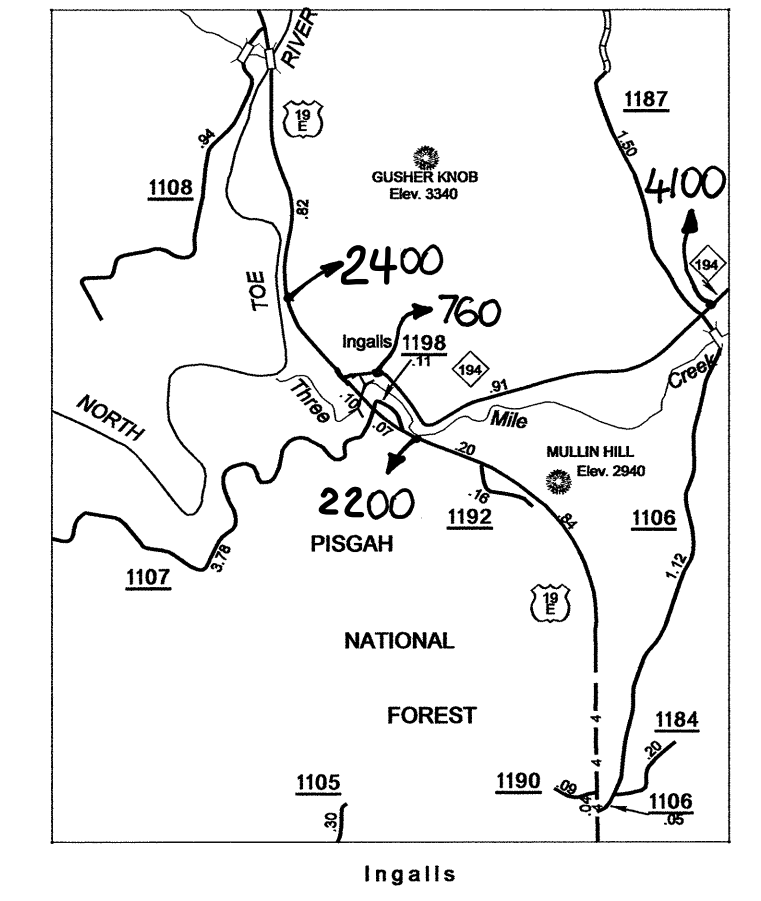 RIVER
19
E
1187
1.50
.94
GUSHER KNOB
Elev. 3340
1108
4100
.82
194
2400
TOE
760
Ingalls
1198
.11
194
.91
Creek
.10
Three
Mile
NORTH
.07
.20
MULLIN HILL
Elev. 2940
.16
2200
1192
.84
1106
PISGAH
3.78
1107
1.12
19
E
NATIONAL
FOREST
4
1184
.20
4
1105
1190
.09
.04
4
1106
.05
.30
Ingalls